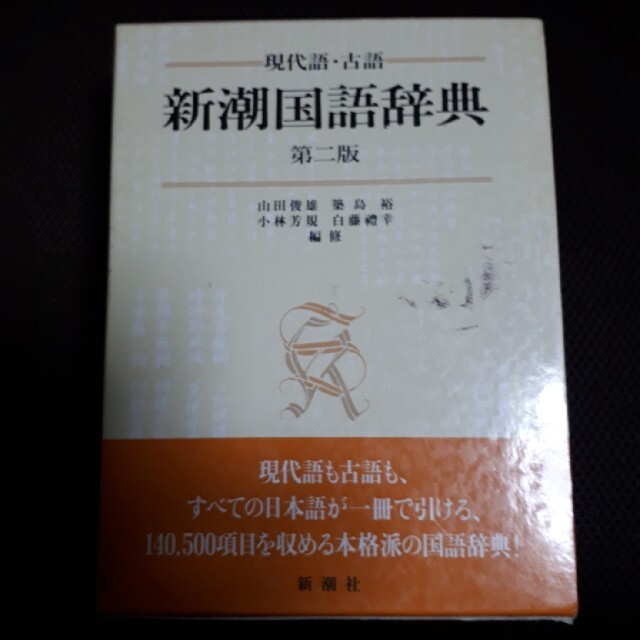 現代語・古語
新潮国語辞典
第二版
山田俊雄 築島 裕
小林芳規 白藤禮幸
編修
現代語も古語も、
すべての日本語が一冊で引ける、
140,500項目を収める本格派の国語辞典!
新潮社